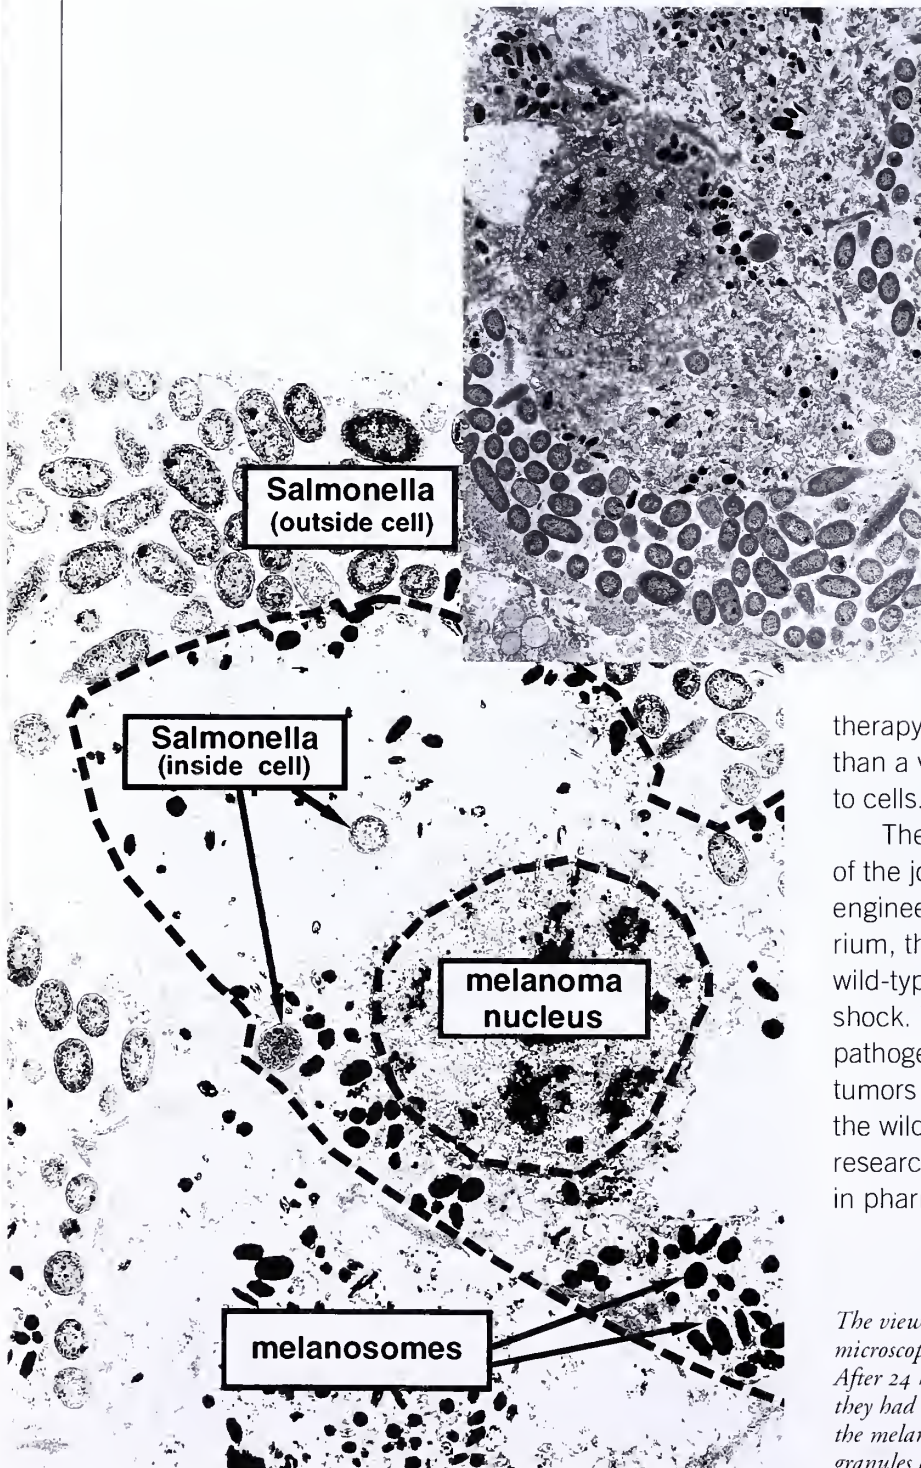 Salmonella
(outside cell)
Salmonella
(inside cell)
melanoma
nucleus
melanosomes
therapy
than a
to cells.
The
of the
enginee
rium, th
wild-typ
shock.
pathoge
tumors
the wild
researc
in phar
The view
microscop
After 24
they had
the melan
granules